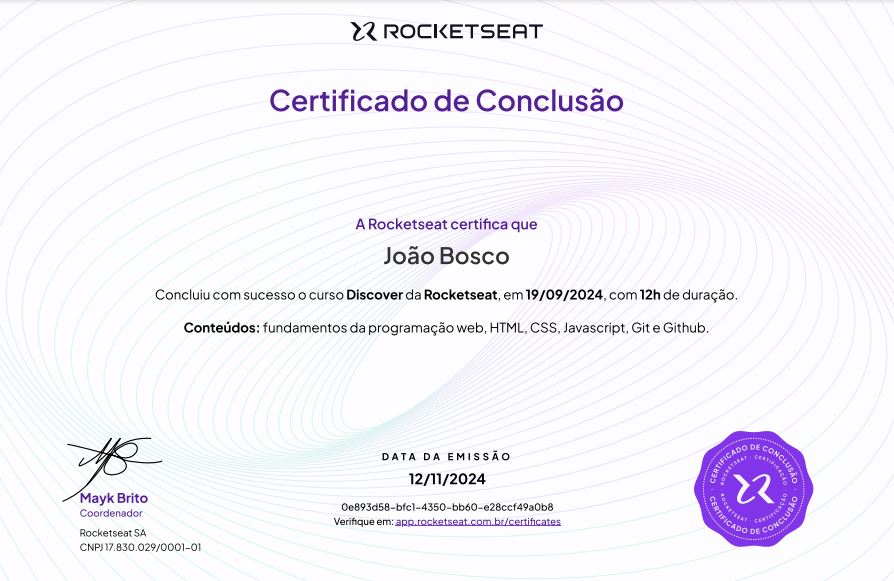 ROCKETSEAT
Certificado de Conclusão
A Rocketseat certifica que
João Bosco
Concluiu com sucesso o curso Discover da Rocketseat, em 19/09/2024, com 12h de duração.
Conteúdos: fundamentos da programação web, HTML, CSS, Javascript, Git e Github.
Mayk Brito
Coordenador
Rocketseat SA
CNPJ 17.830.029/0001-01
DATA DA EMISSÃO
12/11/2024
0e893d58-bfc1-4350-bb60-e28ccf49a0b8
Verifique em: app.rocketseat.com.br/certificates
CERTIFICADO DE CONCLUSÃO
ROCKETSEAT · CERTIFICAÇÃO
ROCKETSEAT · CERTIFICAÇÃO
CERTIFICADO DE CONCLUSÃO